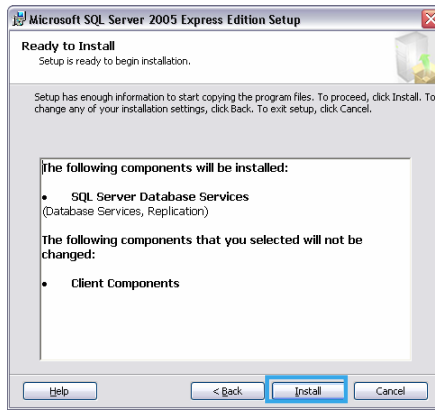 Microsoft SQL Server 2005 Express Edition Setup
Ready to Install
Setup is ready to begin installation.
Setup has enough information to start copying the program files. To proceed, click Install. To
change any of your installation settings, click Back. To exit setup, click Cancel.
The following components will be installed:
• SQL Server Database Services
(Database Services, Replication)
The following components that you selected will not be
changed:
• Client Components
Help
< Back
Install
Cancel